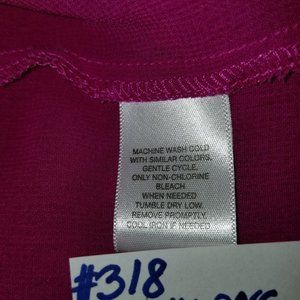 MACHINE WASH COLD
WITH SIMILAR COLORS,
GENTLE CYCLE,
ONLY NON-CHLORINE
BLEACH
WHEN NEEDED
TUMBLE DRY LOW,
REMOVE PROMPTLY,
COOL IRON IF NEEDED
#318